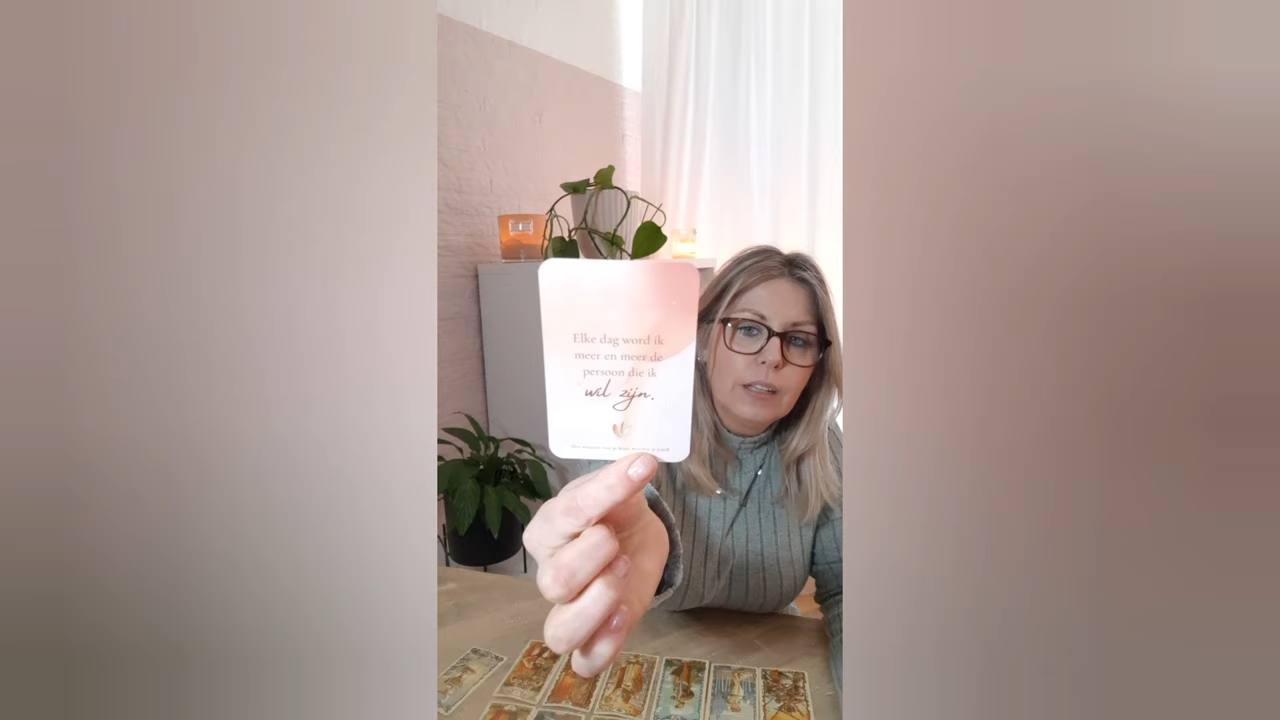 Elke dag word ik
meer en meer de
persoon die ik
wil zijn.